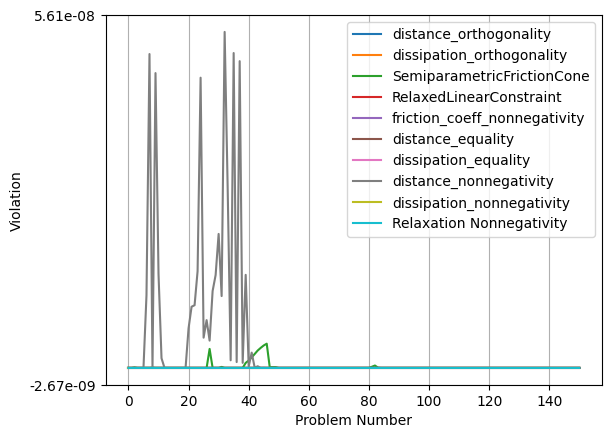 5.61e-08
distance_orthogonality
dissipation_orthogonality
SemiparametricFrictionCone
RelaxedLinearConstraint
friction_coeff_nonnegativity
distance_equality
dissipation_equality
distance_nonnegativity
dissipation_nonnegativity
Relaxation Nonnegativity
Violation
-2.67e-09
0 20 40 60 80 100 120 140
Problem Number